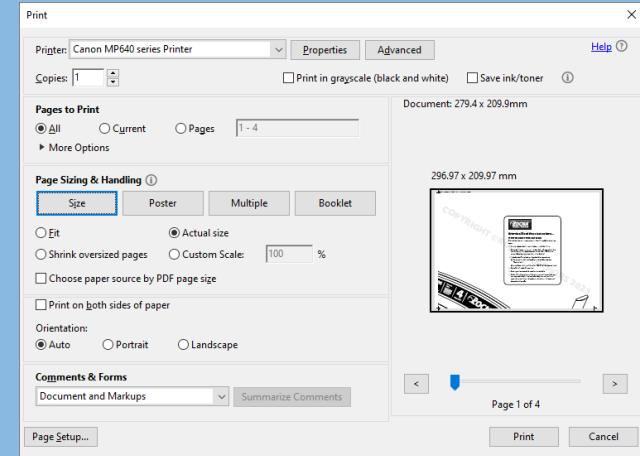 Print
Printer: Canon MP640 series Printer Properties Advanced Help
Copies: 1 Print in grayscale (black and white) Save ink/toner
Pages to Print
All Current Pages 1 - 4
More Options
Page Sizing & Handling
Size Poster Multiple Booklet
Fit Actual size
Shrink oversized pages Custom Scale: 100 %
Choose paper source by PDF page size
Print on both sides of paper
Orientation:
Auto Portrait Landscape
Comments & Forms
Document and Markups Summarize Comments
Page Setup...
Document: 279.4 x 209.9mm
296.97 x 209.97 mm
COPYRIGHT ©
2023
4 200
< >
Page 1 of 4
Print Cancel